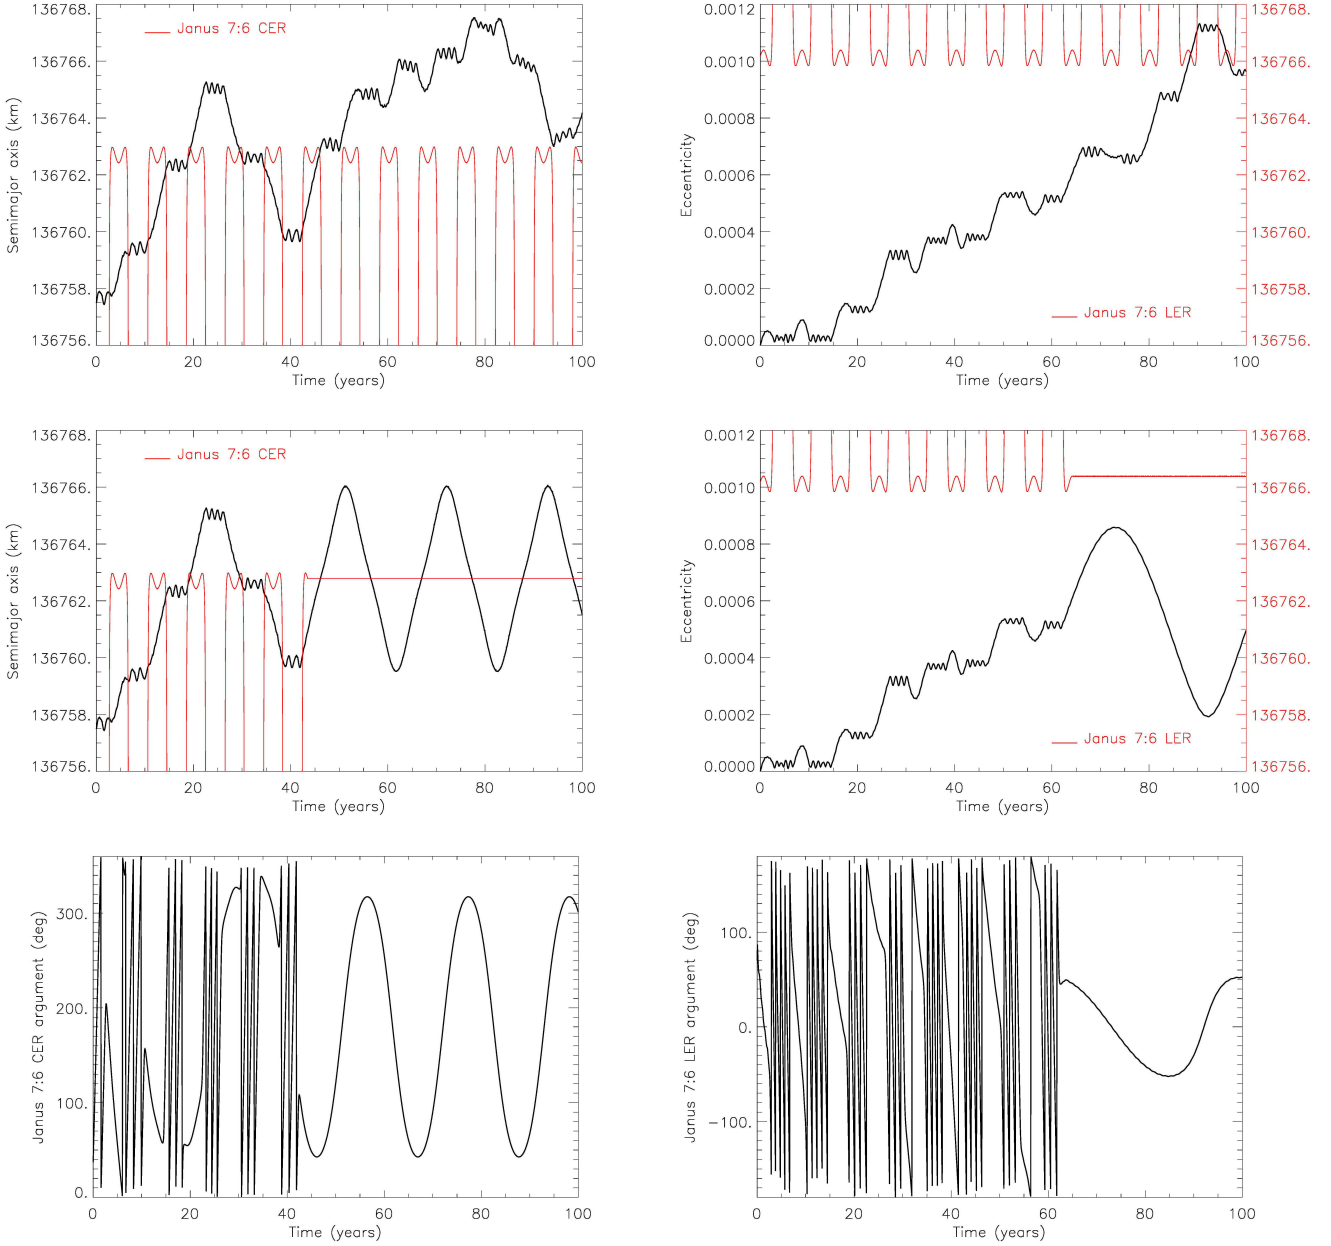 Janus 7:6 CER
Semimajor axis (km)
136768.
136766.
136764.
136762.
136760.
136758.
136756.
0 20 40 60 80 100
Time (years)
Janus 7:6 LER
Eccentricity
0.0012
0.0010
0.0008
0.0006
0.0004
0.0002
0.0000
136768.
136766.
136764.
136762.
136760.
136758.
136756.
0 20 40 60 80 100
Time (years)
Janus 7:6 CER
Semimajor axis (km)
136768.
136766.
136764.
136762.
136760.
136758.
136756.
0 20 40 60 80 100
Time (years)
Janus 7:6 LER
Eccentricity
0.0012
0.0010
0.0008
0.0006
0.0004
0.0002
0.0000
136768.
136766.
136764.
136762.
136760.
136758.
136756.
0 20 40 60 80 100
Time (years)
Janus 7:6 CER argument (deg)
300.
200.
100.
0.
0 20 40 60 80 100
Time (years)
Janus 7:6 LER argument (deg)
100.
0.
−100.
0 20 40 60 80 100
Time (years)